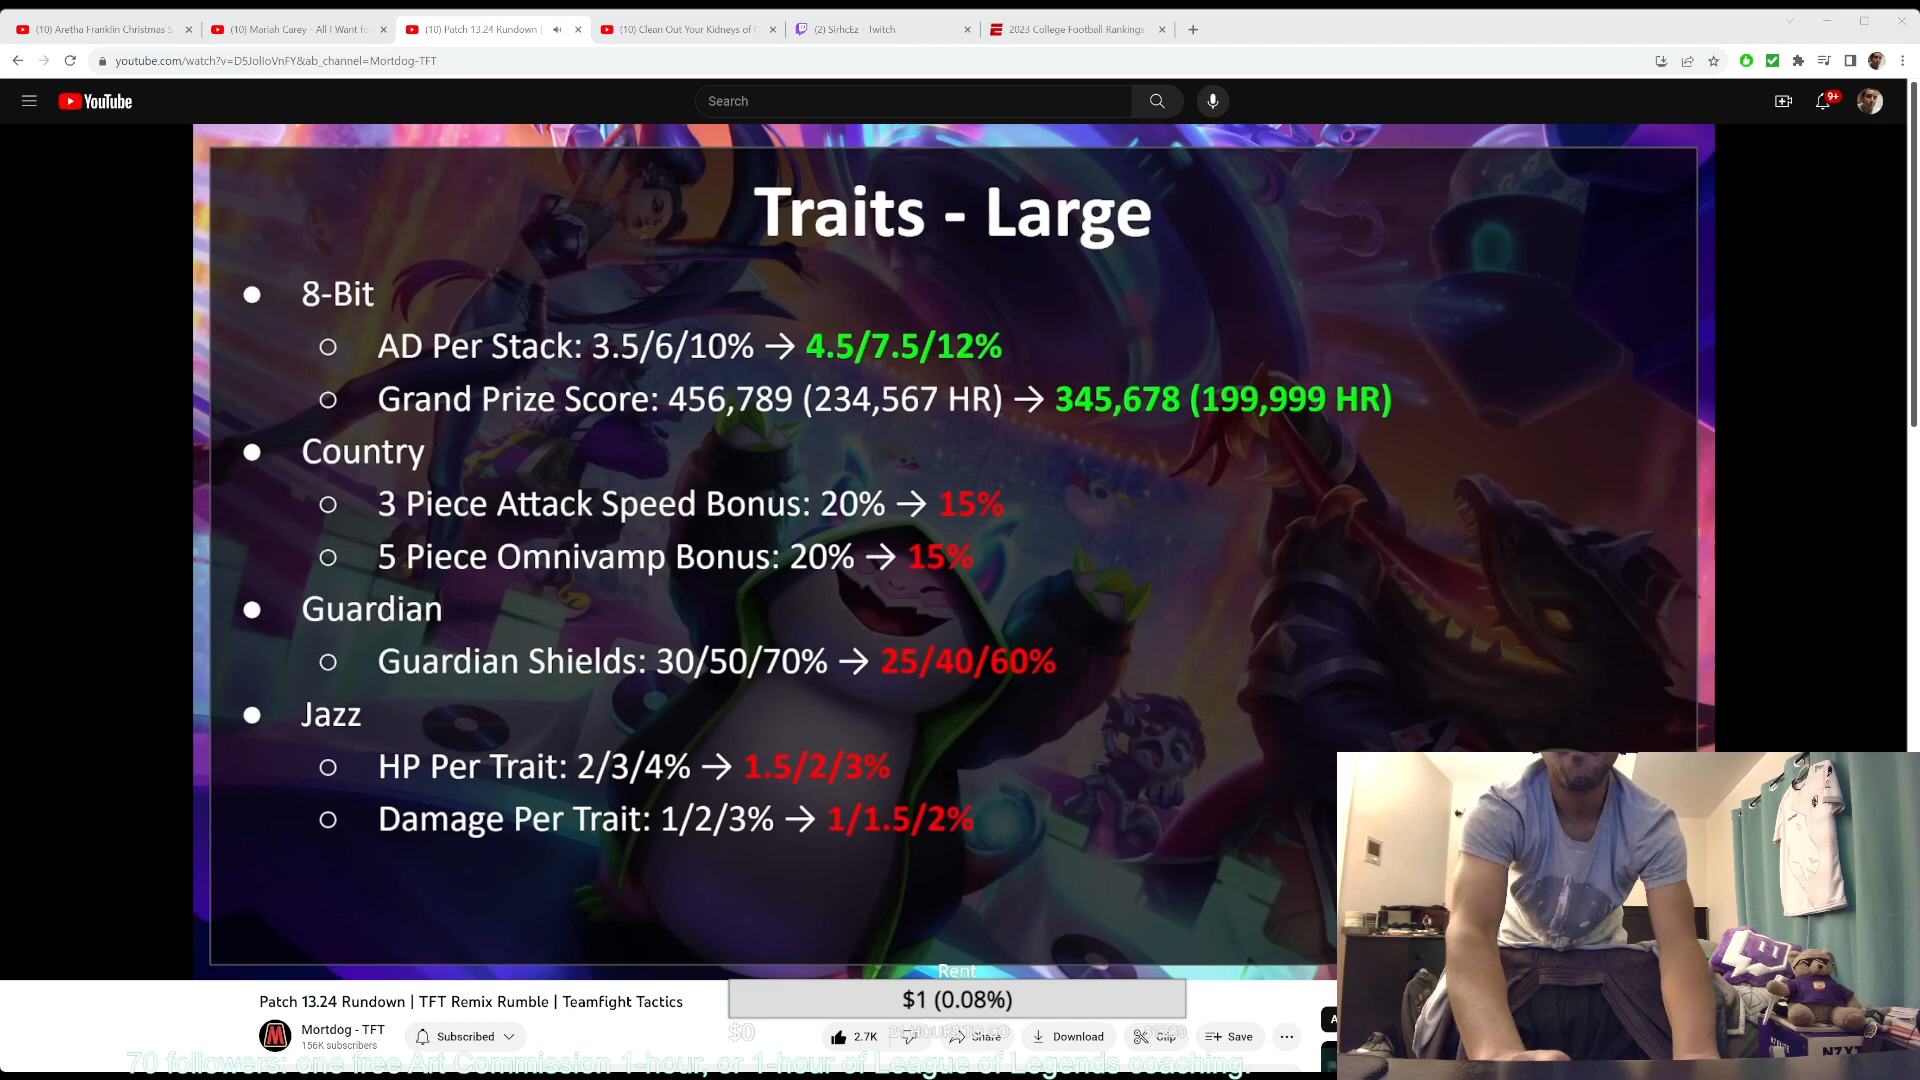 (10) Aretha Franklin Christmas S
(10) Mariah Carey - All I Want fo
(10) Patch 13.24 Rundown |
(10) Clean Out Your Kidneys of
(2) SirhcEz - Twitch
2023 College Football Rankings
youtube.com/watch?v=D5JolIoVnFY&ab_channel=Mortdog-TFT
YouTube
Search
9+
Traits - Large
8-Bit
AD Per Stack: 3.5/6/10% → 4.5/7.5/12%
Grand Prize Score: 456,789 (234,567 HR) → 345,678 (199,999 HR)
Country
3 Piece Attack Speed Bonus: 20% → 15%
5 Piece Omnivamp Bonus: 20% → 15%
Guardian
Guardian Shields: 30/50/70% → 25/40/60%
Jazz
HP Per Trait: 2/3/4% → 1.5/2/3%
Damage Per Trait: 1/2/3% → 1/1.5/2%
Rent
$1 (0.08%)
$0
21 HOURS TO GO
Patch 13.24 Rundown | TFT Remix Rumble | Teamfight Tactics
Mortdog - TFT
156K subscribers
Subscribed
2.7K
Share
Download
Clip
Save
70 followers: one free Art Commission 1-hour, or 1-hour of League of Legends coaching.